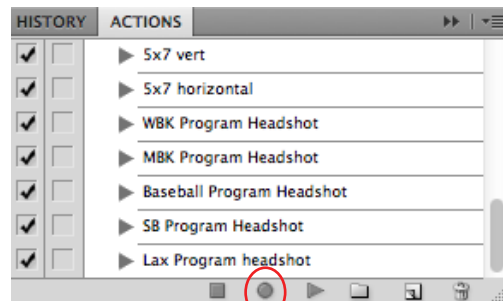 HISTORY ACTIONS
5x7 vert
5x7 horizontal
WBK Program Headshot
MBK Program Headshot
Baseball Program Headshot
SB Program Headshot
Lax Program headshot